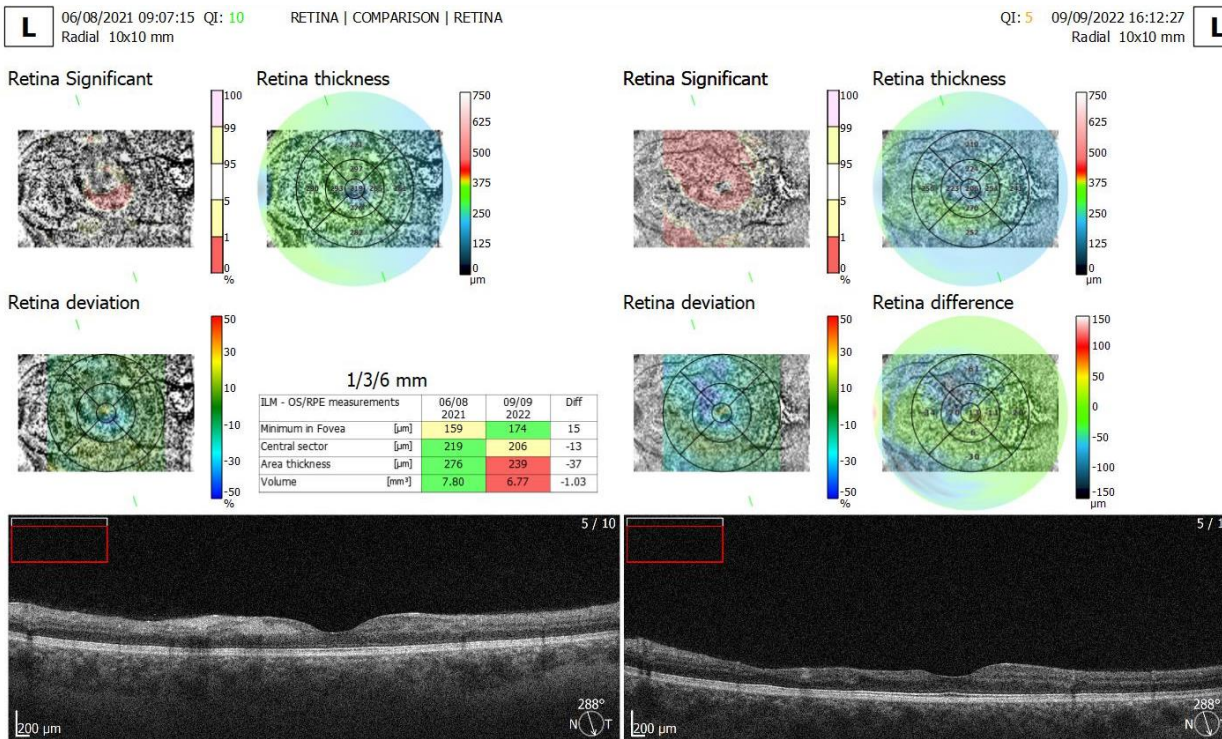 L
06/08/2021 09:07:15 QI: 10
Radial 10x10 mm
RETINA | COMPARISON | RETINA
QI: 5 09/09/2022 16:12:27
Radial 10x10 mm
L
Retina Significant
Retina thickness
Retina Significant
Retina thickness
100
99
95
5
1
0
%
750
625
500
375
250
125
0
µm
100
99
95
5
1
0
%
750
625
500
375
250
125
0
µm
Retina deviation
Retina deviation
Retina difference
50
30
10
-10
-30
-50
%
1/3/6 mm
ILM - OS/RPE measurements 06/08 2021 09/09 2022 Diff
Minimum in Fovea [µm] 159 174 15
Central sector [µm] 219 206 -13
Area thickness [µm] 276 239 -37
Volume [mm³] 7.80 6.77 -1.03
50
30
10
-10
-30
-50
%
150
100
50
0
-50
-100
-150
µm
5 / 10
200 µm
288°
N T
200 µm
288°
N T